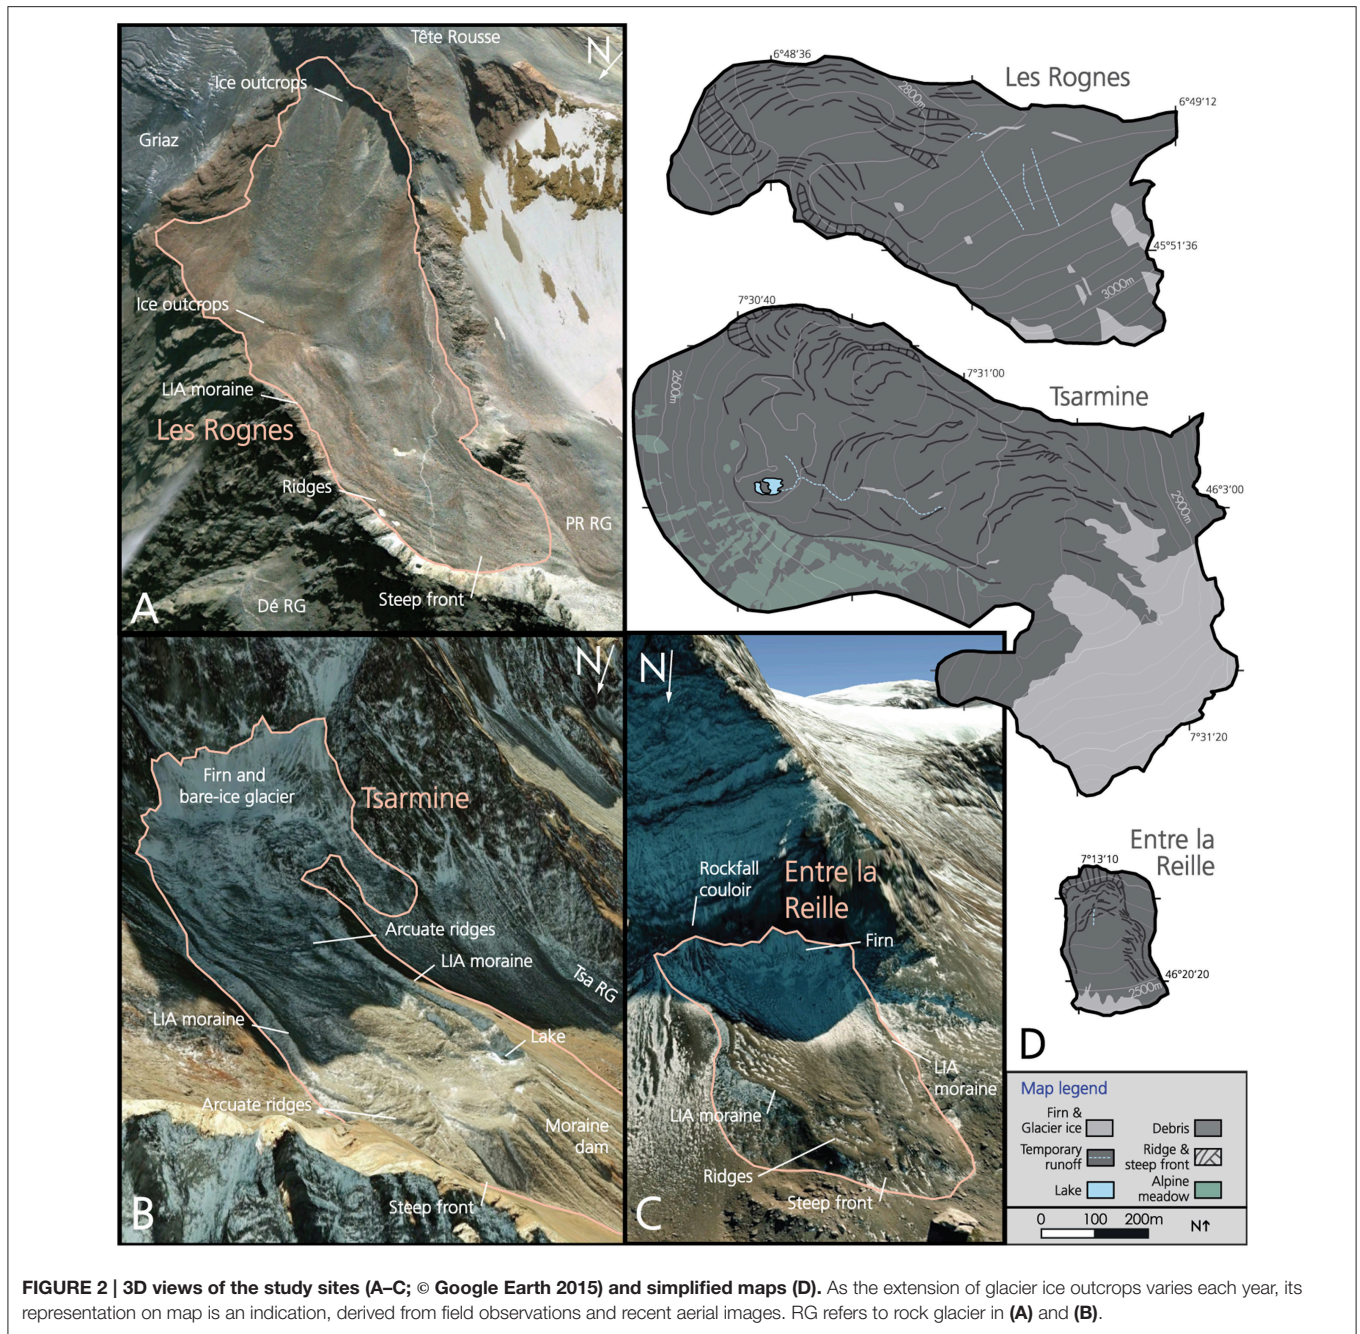 Tête Rousse
N
Ice outcrops
Griaz
Ice outcrops
LIA moraine
Les Rognes
Ridges
PR RG
Steep front
Dé RG
A
6°48'36
Les Rognes
2800m
6°49'12
45°51'36
3000m
7°30'40
7°31'00
Tsarmine
2600m
46°3'00
2900m
7°31'20
N
Firn and
bare-ice glacier
Tsarmine
Arcuate ridges
LIA moraine
Tsa RG
LIA moraine
Lake
Arcuate ridges
Moraine
dam
Steep front
B
N
Rockfall
couloir
Entre la
Reille
Firn
LIA
moraine
LIA moraine
Ridges
Steep front
C
Entre la
Reille
7°13'10
46°20'20
2500m
D
Map legend
Firn &
Glacier ice
Debris
Temporary
runoff
Ridge &
steep front
Lake
Alpine
meadow
0 100 200m
N↑
FIGURE 2 | 3D views of the study sites (A–C; © Google Earth 2015) and simplified maps (D). As the extension of glacier ice outcrops varies each year, its
representation on map is an indication, derived from field observations and recent aerial images. RG refers to rock glacier in (A) and (B).